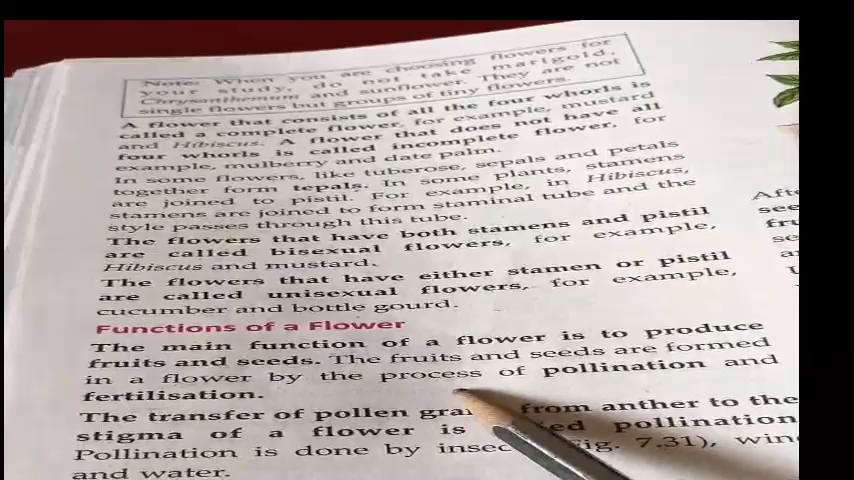 Note: When you are choosing flowers for
your study, do not take marigold,
Chrysanthemum and sunflower. They are not
single flowers but groups of tiny flowers.
A flower that consists of all the four whorls is
called a complete flower, for example, mustard
and Hibiscus. A flower that does not have all
four whorls is called incomplete flower, for
example, mulberry and date palm.
In some flowers, like tuberose, sepals and petals
together form tepals. In some plants, stamens
are joined to pistil. For example, in Hibiscus,
stamens are joined to form staminal tube and the
style passes through this tube.
The flowers that have both stamens and pistil
are called bisexual flowers, for example,
Hibiscus and mustard.
The flowers that have either stamen or pistil
are called unisexual flowers, for example,
cucumber and bottle gourd.
Functions of a Flower
The main function of a flower is to produce
fruits and seeds. The fruits and seeds are formed
in a flower by the process of pollination and
fertilisation.
The transfer of pollen from anther to the
stigma of a flower is pollination.
Pollination is done by Fig. 7.31),
and water.